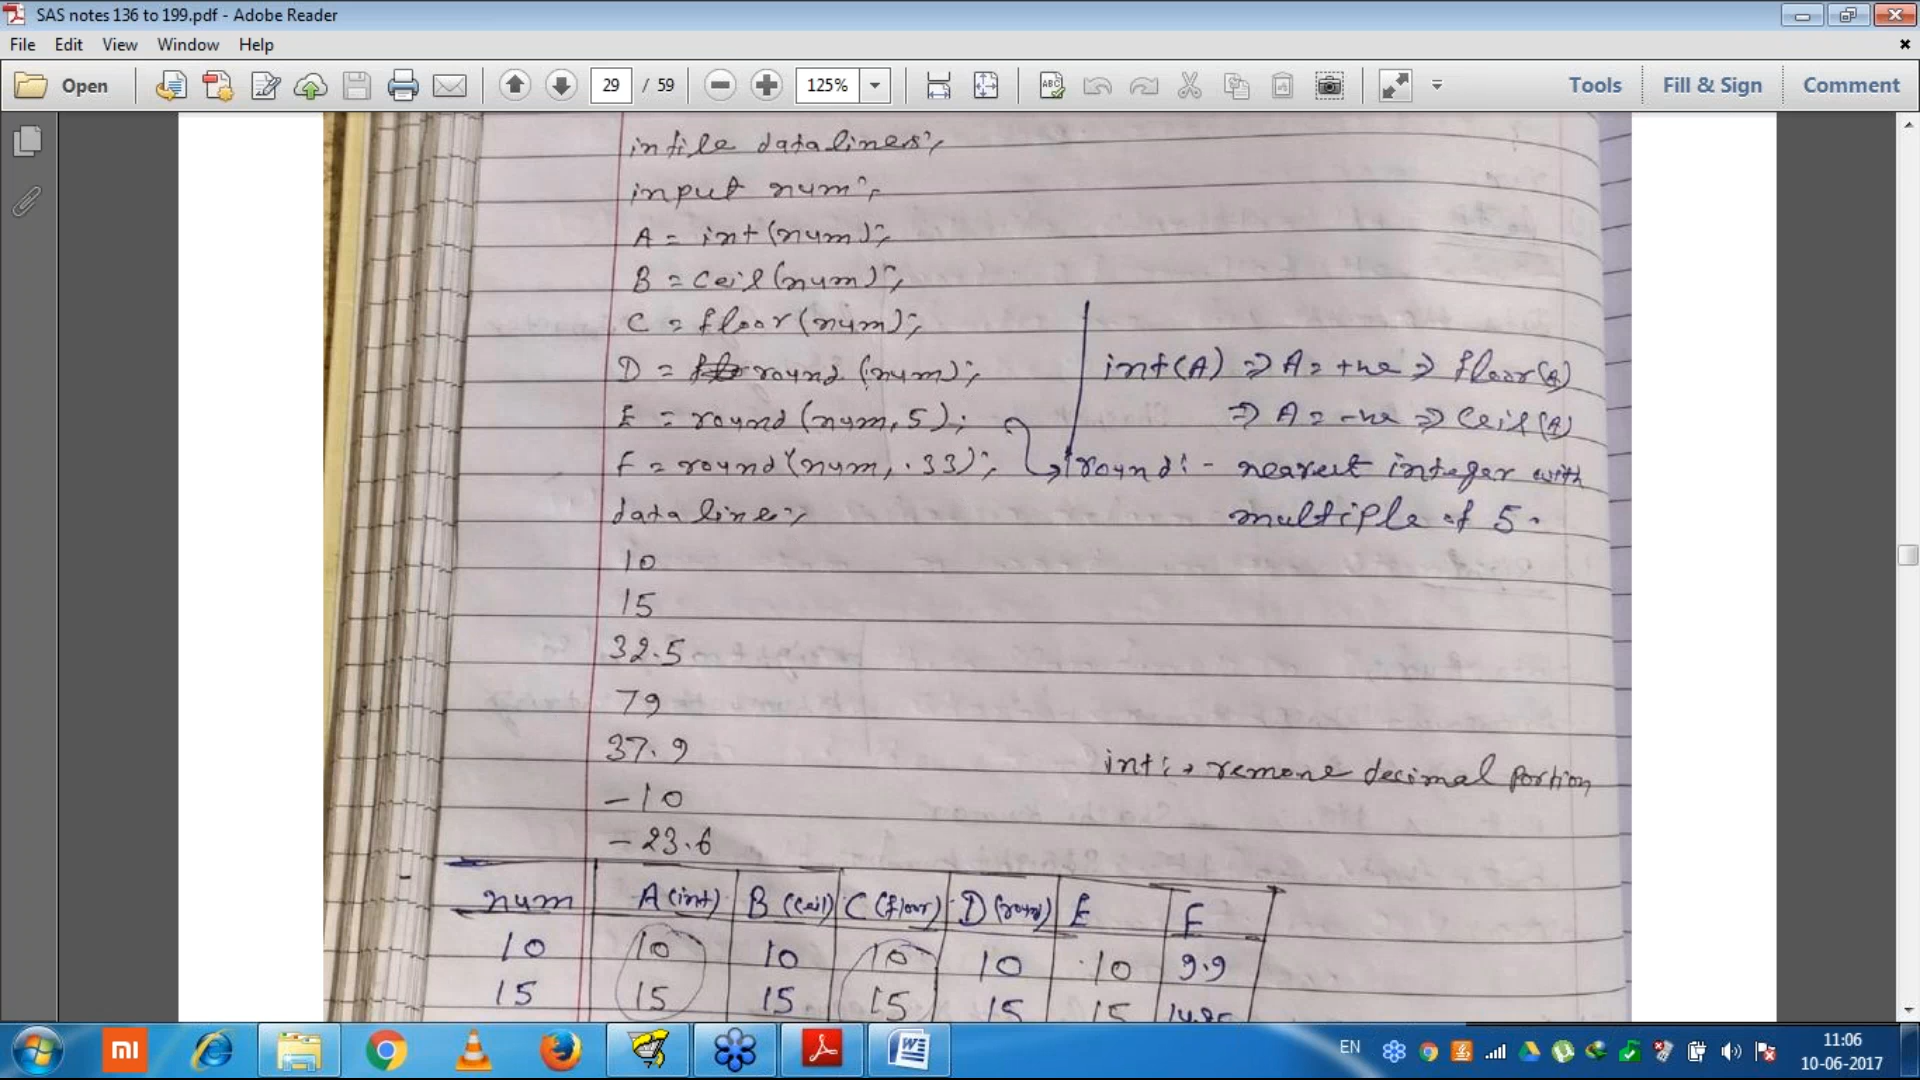 SAS notes 136 to 199.pdf - Adobe Reader
File Edit View Window Help
Open 29 / 59 125% Tools Fill & Sign Comment
infile datalines;
input num;
A = int(num);
B = ceil(num);
C = floor(num);
D = round (num);
int(A) ⇒ A = +ve ⇒ floor(A)
E = round (num, 5);
⇒ A = -ve ⇒ Ceil(A)
F = round (num, .33);
round :- nearest integer with
multiple of 5.
datalines;
10
15
32.5
79
37.9
int : → remone decimal portion
-10
-23.6
num A (int) B (ceil) C (floor) D (round) E F
10 10 10 10 10 10 9.9
15 15 15 15 15 15
mi
EN
11:06
10-06-2017